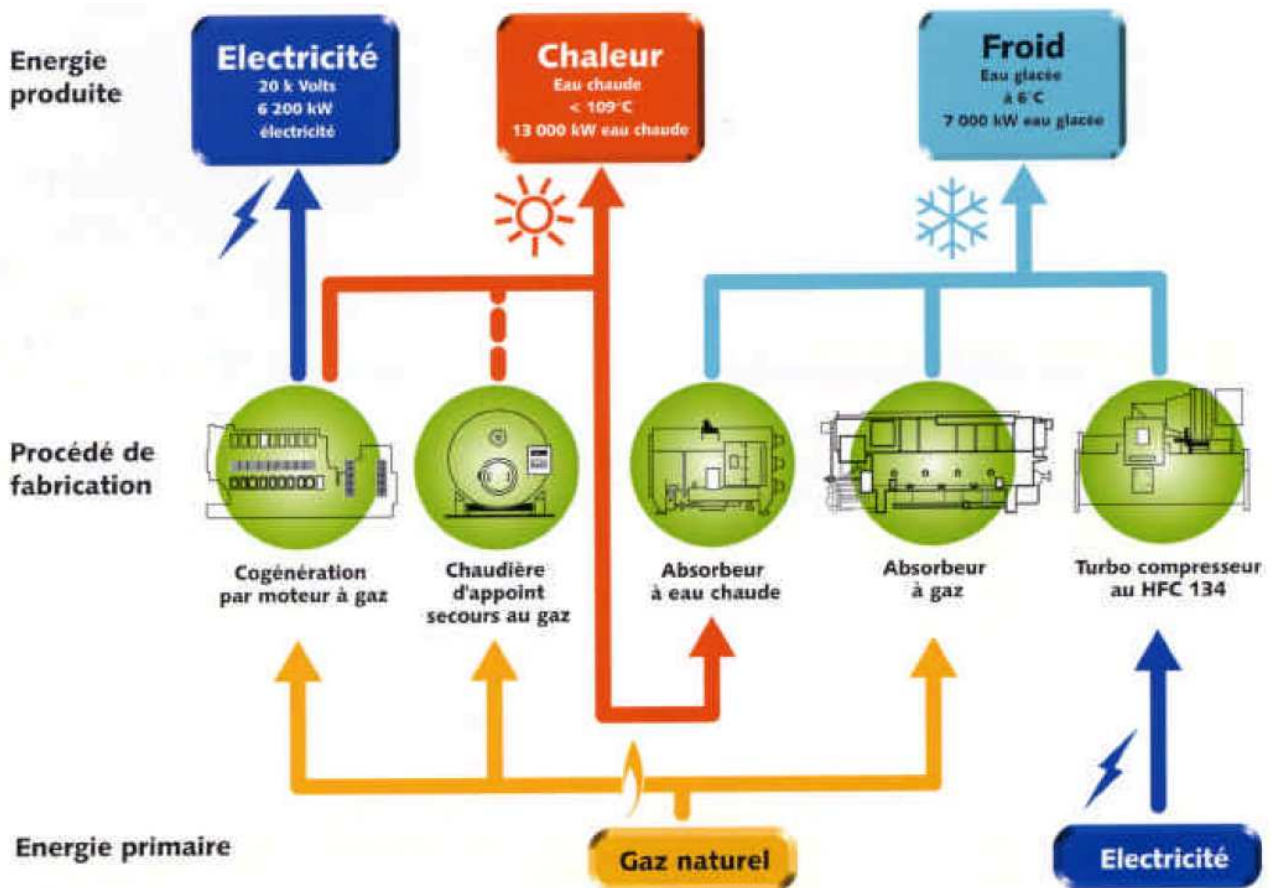 Energie
produite
Electricité
20 k Volts
6 200 kW
électricité
Chaleur
Eau chaude
< 109°C
13 000 kW eau chaude
Froid
Eau glacée
à 6°C
7 000 kW eau glacée
Procédé de
fabrication
Cogénération
par moteur à gaz
Chaudière
d'appoint
secours au gaz
Absorbeur
à eau chaude
Absorbeur
à gaz
Turbo compresseur
au HFC 134
Energie primaire
Gaz naturel
Electricité